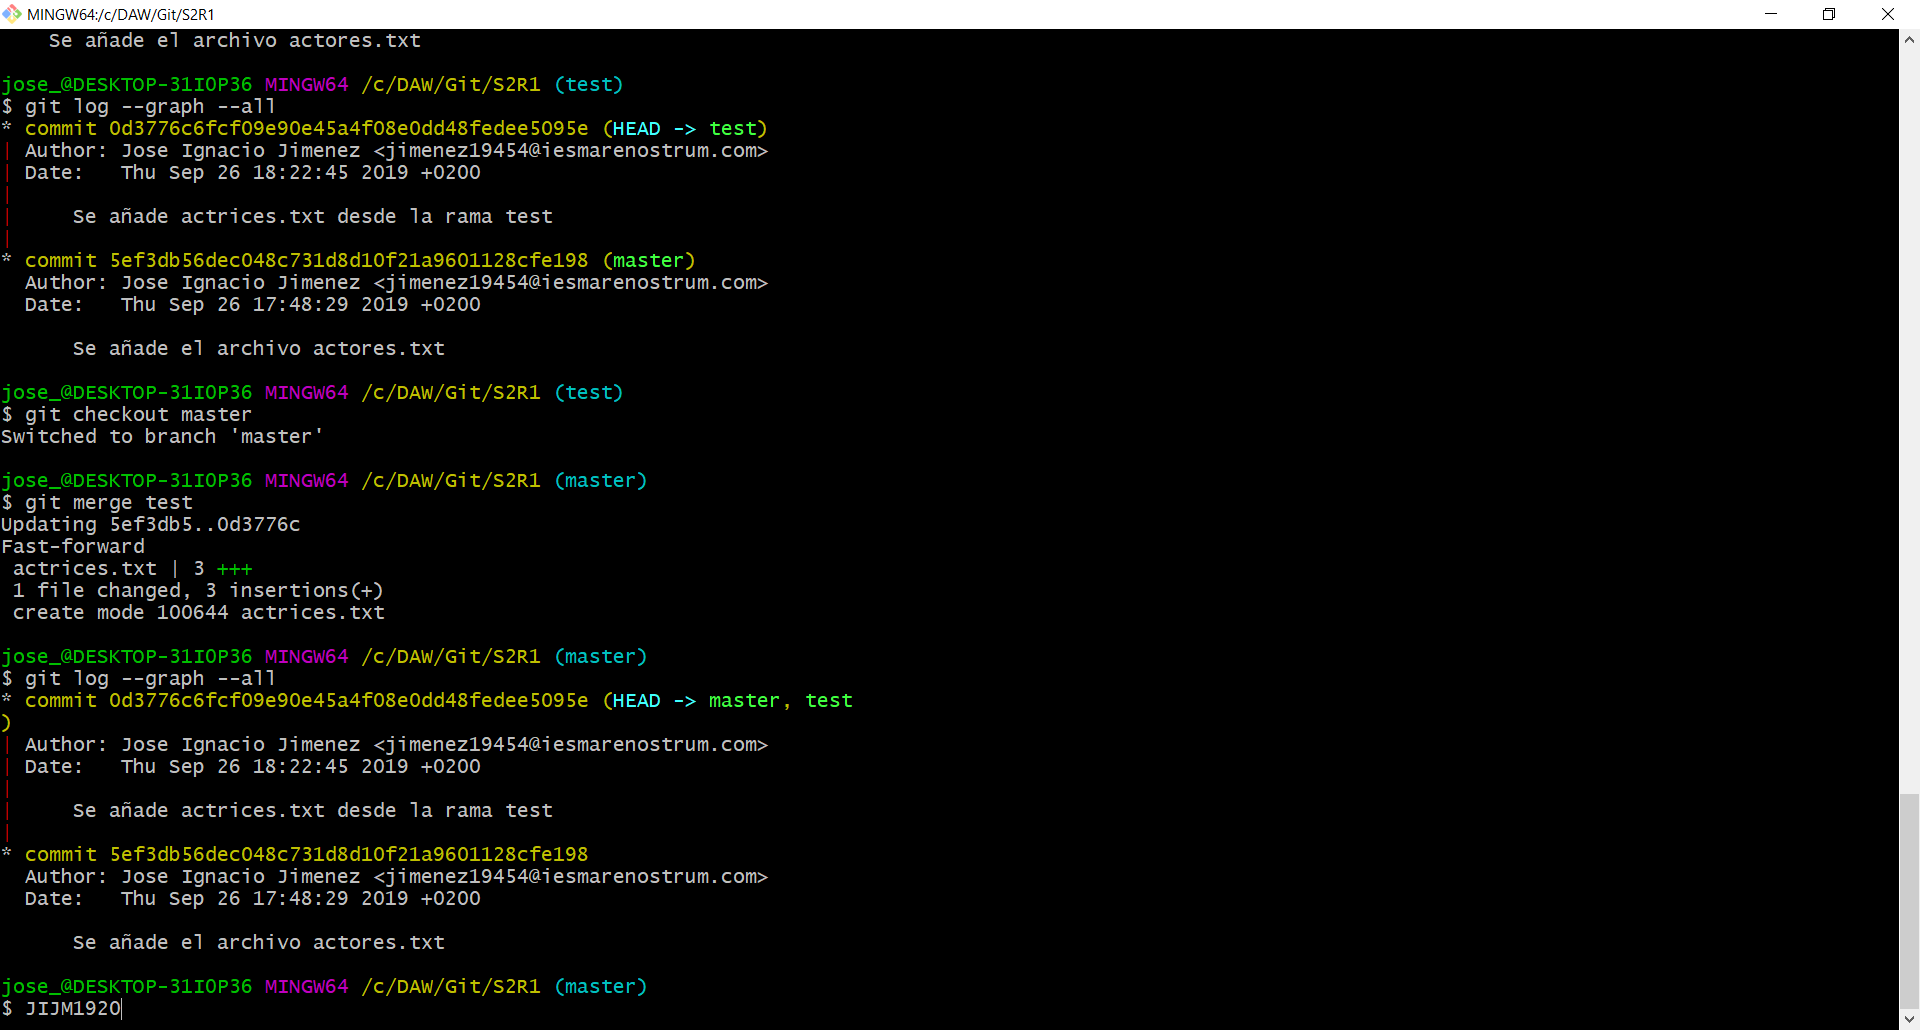 MINGW64:/c/DAW/Git/S2R1
Se añade el archivo actores.txt
jose_@DESKTOP-31IOP36 MINGW64 /c/DAW/Git/S2R1 (test)
$ git log --graph --all
* commit 0d3776c6fcf09e90e45a4f08e0dd48fedee5095e (HEAD -> test)
| Author: Jose Ignacio Jimenez <jimenez19454@iesmarenostrum.com>
| Date:   Thu Sep 26 18:22:45 2019 +0200
|
|     Se añade actrices.txt desde la rama test
|
* commit 5ef3db56dec048c731d8d10f21a9601128cfe198 (master)
  Author: Jose Ignacio Jimenez <jimenez19454@iesmarenostrum.com>
  Date:   Thu Sep 26 17:48:29 2019 +0200
      Se añade el archivo actores.txt
jose_@DESKTOP-31IOP36 MINGW64 /c/DAW/Git/S2R1 (test)
$ git checkout master
Switched to branch 'master'
jose_@DESKTOP-31IOP36 MINGW64 /c/DAW/Git/S2R1 (master)
$ git merge test
Updating 5ef3db5..0d3776c
Fast-forward
 actrices.txt | 3 +++
 1 file changed, 3 insertions(+)
 create mode 100644 actrices.txt
jose_@DESKTOP-31IOP36 MINGW64 /c/DAW/Git/S2R1 (master)
$ git log --graph --all
* commit 0d3776c6fcf09e90e45a4f08e0dd48fedee5095e (HEAD -> master, test
)
| Author: Jose Ignacio Jimenez <jimenez19454@iesmarenostrum.com>
| Date:   Thu Sep 26 18:22:45 2019 +0200
|
|     Se añade actrices.txt desde la rama test
|
* commit 5ef3db56dec048c731d8d10f21a9601128cfe198
  Author: Jose Ignacio Jimenez <jimenez19454@iesmarenostrum.com>
  Date:   Thu Sep 26 17:48:29 2019 +0200
      Se añade el archivo actores.txt
jose_@DESKTOP-31IOP36 MINGW64 /c/DAW/Git/S2R1 (master)
$ JIJM1920